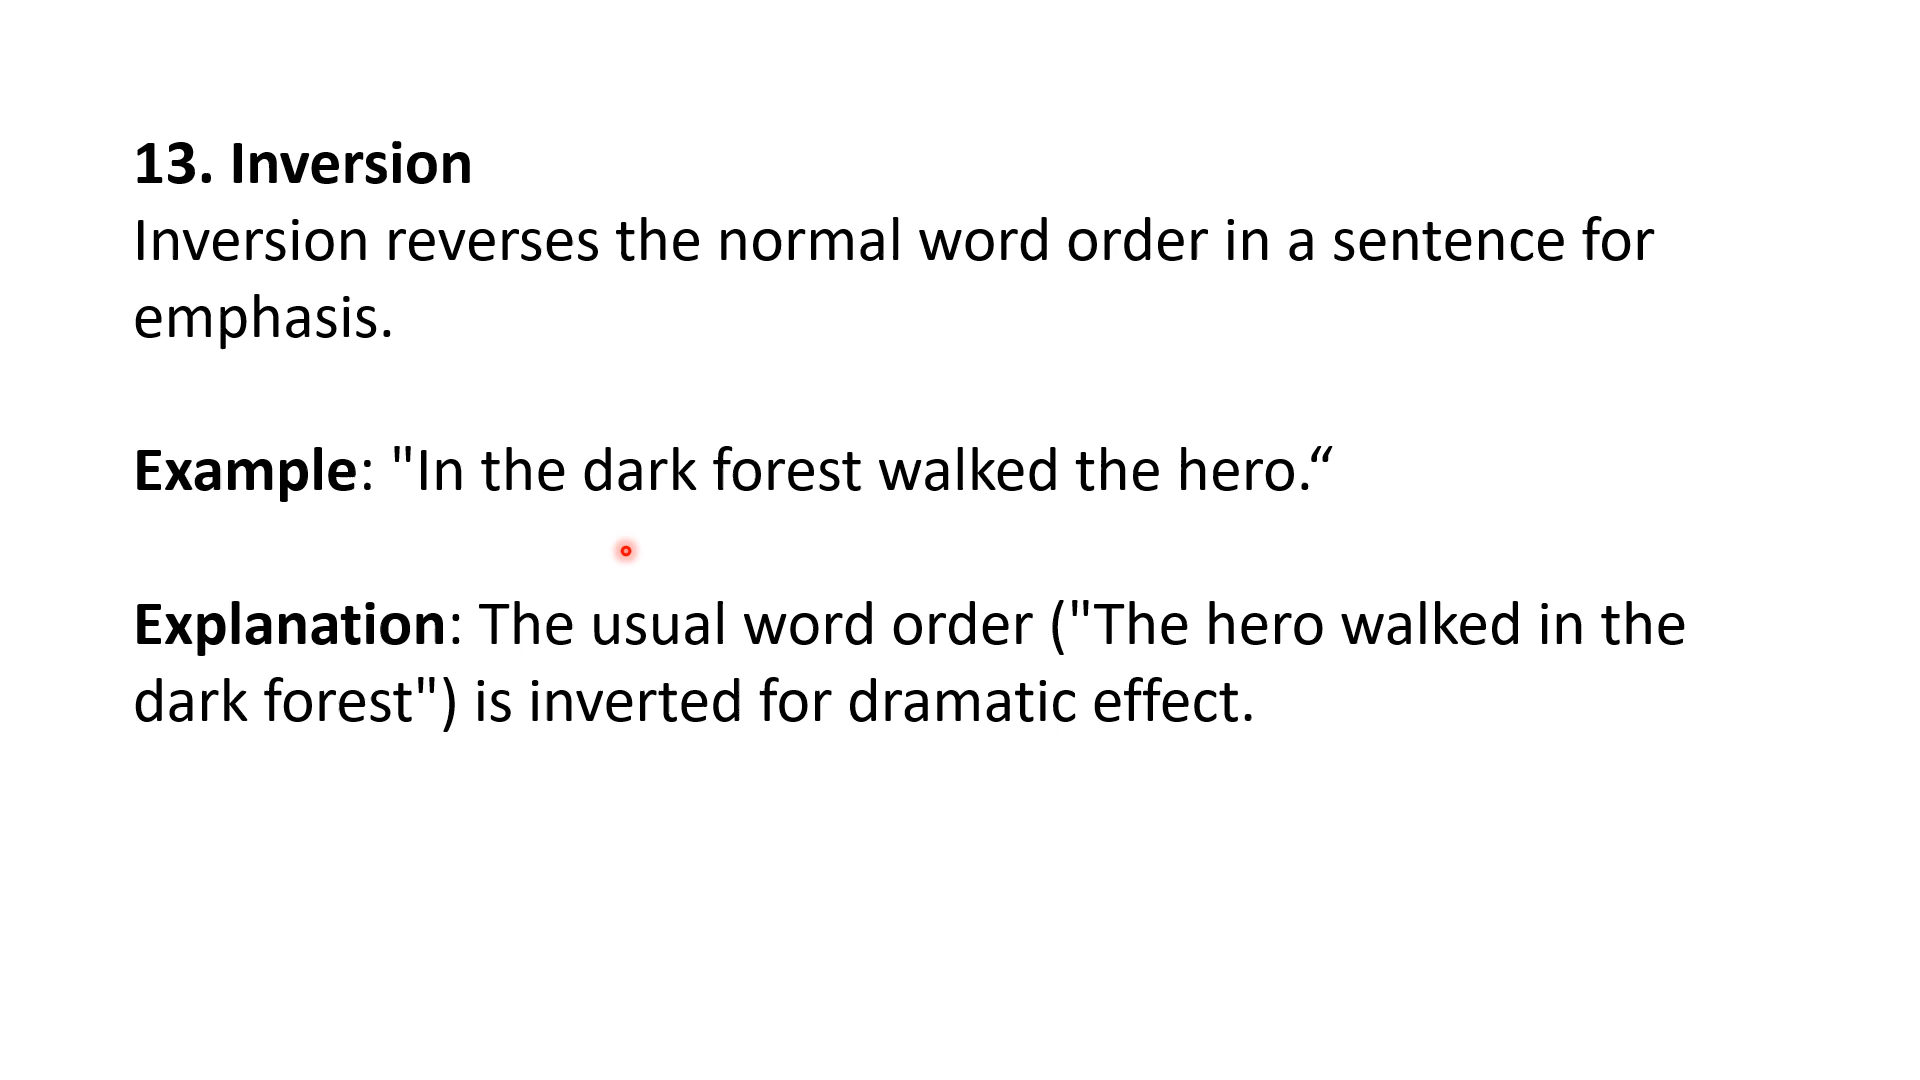 13. Inversion
Inversion reverses the normal word order in a sentence for
emphasis.
Example: "In the dark forest walked the hero.“
Explanation: The usual word order ("The hero walked in the
dark forest") is inverted for dramatic effect.